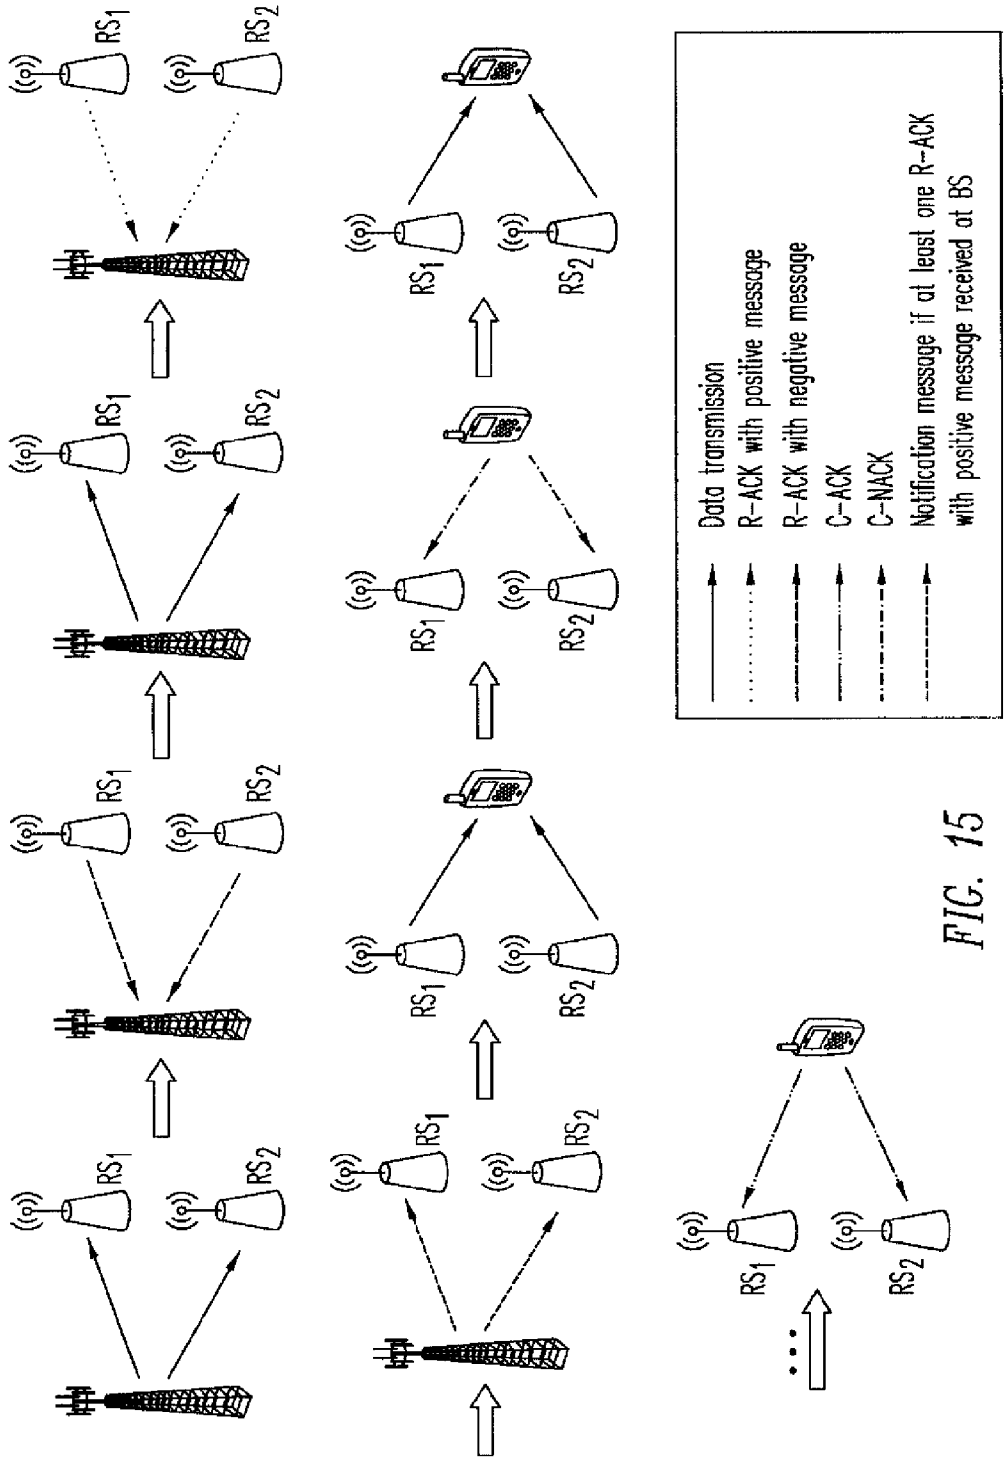 RS1
RS2
RS1
RS2
RS1
RS2
RS1
RS2
RS1
RS2
RS1
RS2
RS1
RS2
RS1
RS2
RS1
RS2
Data transmission
R-ACK with positive message
R-ACK with negative message
C-ACK
C-NACK
Notification message if at least one R-ACK
with positive message received at BS
FIG. 15